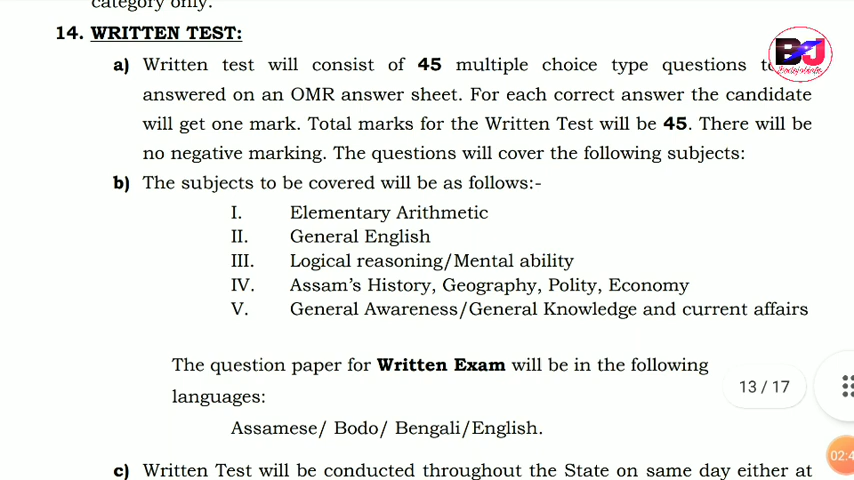 category only.
14. WRITTEN TEST:
a) Written test will consist of 45 multiple choice type questions
answered on an OMR answer sheet. For each correct answer the candidate
will get one mark. Total marks for the Written Test will be 45. There will be
no negative marking. The questions will cover the following subjects:
b) The subjects to be covered will be as follows:-
I. Elementary Arithmetic
II. General English
III. Logical reasoning/Mental ability
IV. Assam's History, Geography, Polity, Economy
V. General Awareness/General Knowledge and current affairs
The question paper for Written Exam will be in the following
languages:
13 / 17
Assamese/ Bodo/ Bengali/English.
c) Written Test will be conducted throughout the State on same day either at
BJ
02:4